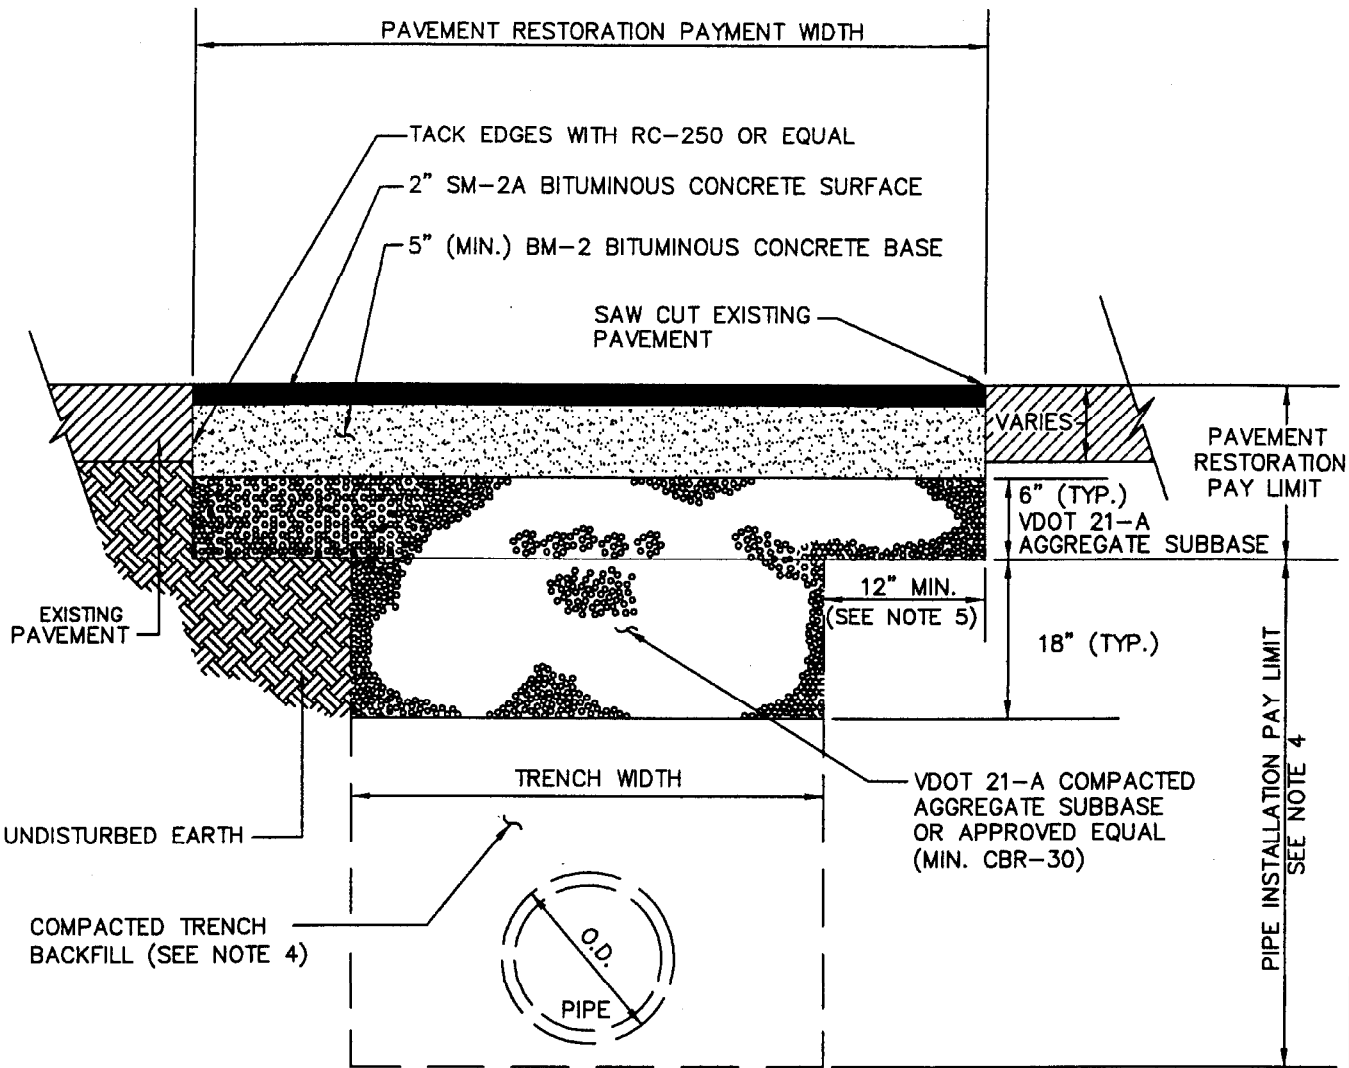 PAVEMENT RESTORATION PAYMENT WIDTH
TACK EDGES WITH RC-250 OR EQUAL
2" SM-2A BITUMINOUS CONCRETE SURFACE
5" (MIN.) BM-2 BITUMINOUS CONCRETE BASE
SAW CUT EXISTING
PAVEMENT
VARIES
PAVEMENT
RESTORATION
PAY LIMIT
6" (TYP.)
VDOT 21-A
AGGREGATE SUBBASE
12" MIN.
(SEE NOTE 5)
18" (TYP.)
EXISTING
PAVEMENT
TRENCH WIDTH
VDOT 21-A COMPACTED
AGGREGATE SUBBASE
OR APPROVED EQUAL
(MIN. CBR-30)
UNDISTURBED EARTH
COMPACTED TRENCH
BACKFILL (SEE NOTE 4)
O.D.
PIPE
PIPE INSTALLATION PAY LIMIT
SEE NOTE 4